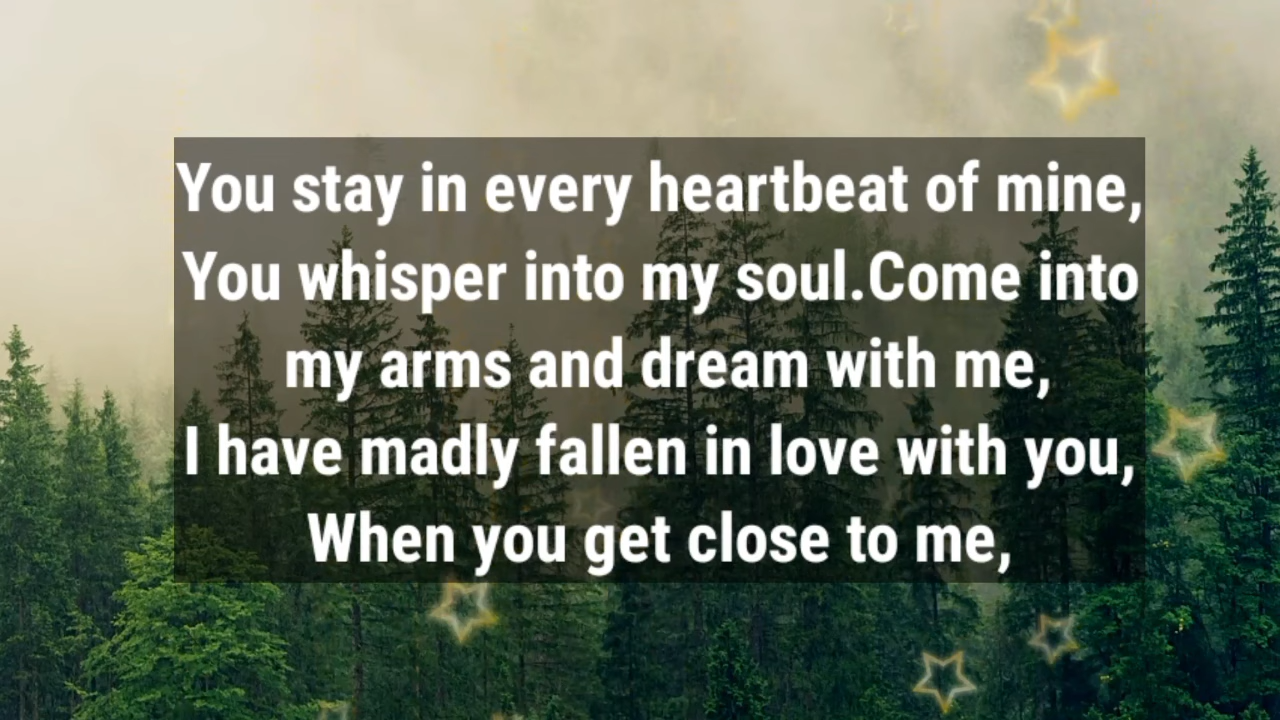 You stay in every heartbeat of mine,
You whisper into my soul.Come into
my arms and dream with me,
I have madly fallen in love with you,
When you get close to me,